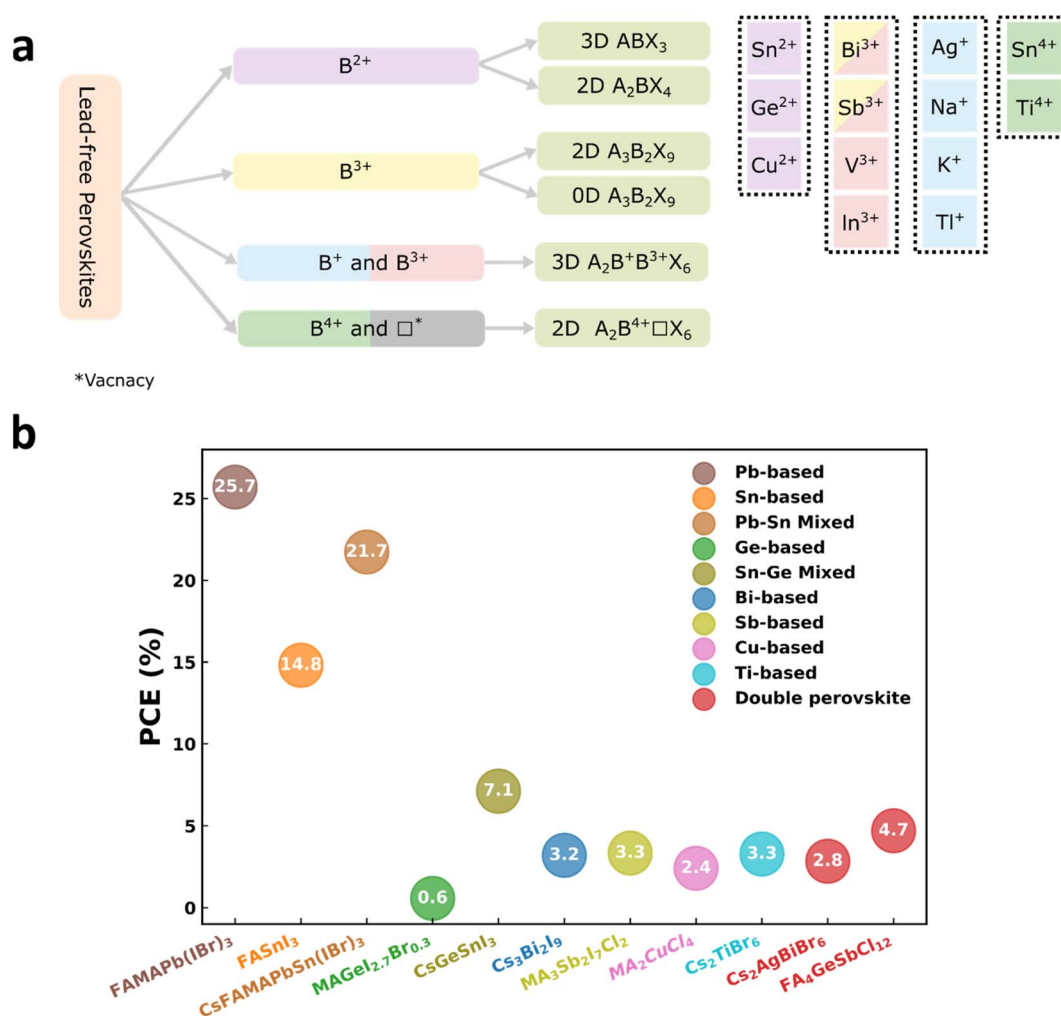 a
Lead-free Perovskites
B²⁺
3D ABX₃
2D A₂BX₄
B³⁺
2D A₃B₂X₉
0D A₃B₂X₉
B⁺ and B³⁺
3D A₂B⁺B³⁺X₆
B⁴⁺ and □*
2D A₂B⁴⁺□X₆
*Vacnacy
Sn²⁺
Ge²⁺
Cu²⁺
Bi³⁺
Sb³⁺
V³⁺
In³⁺
Ag⁺
Na⁺
K⁺
Tl⁺
Sn⁴⁺
Ti⁴⁺
b
PCE (%)
25
20
15
10
5
0
25.7
14.8
21.7
0.6
7.1
3.2
3.3
2.4
3.3
2.8
4.7
Pb-based
Sn-based
Pb-Sn Mixed
Ge-based
Sn-Ge Mixed
Bi-based
Sb-based
Cu-based
Ti-based
Double perovskite
FAMAPb(IBr)₃
FASnI₃
CsFAMAPbSn(IBr)₃
MAGeI₂.₇Br₀.₃
CsGeSnI₃
Cs₃Bi₂I₉
MA₃Sb₂I₇Cl₂
MA₂CuCl₄
Cs₂TiBr₆
Cs₂AgBiBr₆
FA₄GeSbCl₁₂